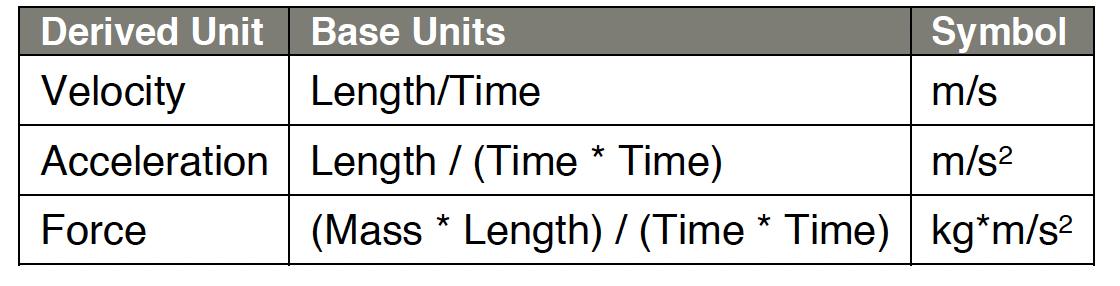 Derived Unit Base Units Symbol
Velocity Length/Time m/s
Acceleration Length / (Time * Time) m/s²
Force (Mass * Length) / (Time * Time) kg*m/s²